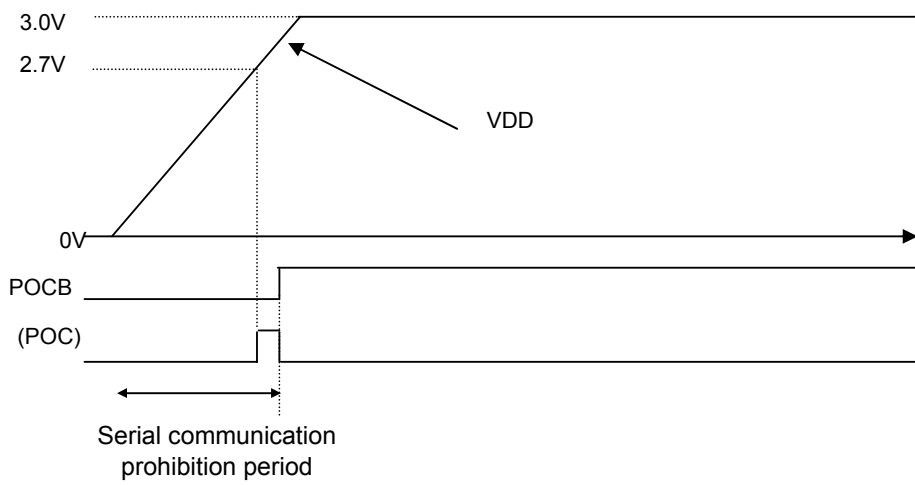 3.0V
2.7V
VDD
0V
POCB
(POC)
Serial communication
prohibition period